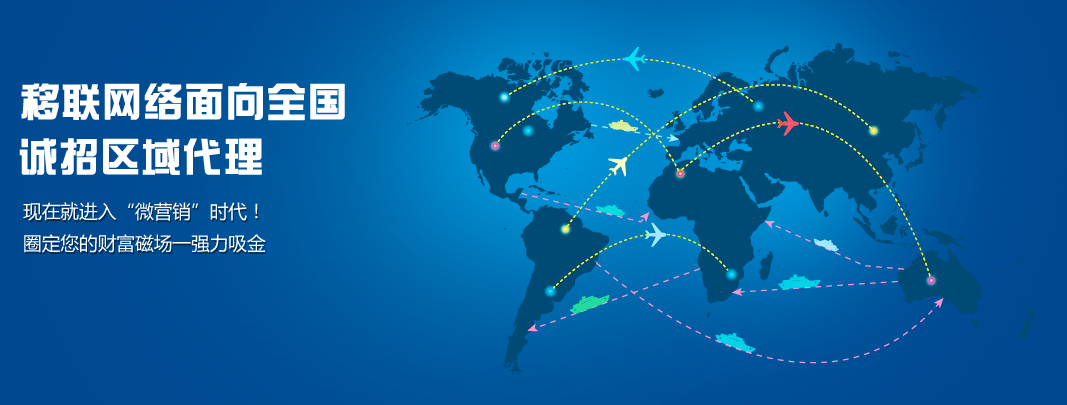 移联网络面向全国
诚招区域代理
现在就进入“微营销”时代！
圈定您的财富磁场—强力吸金